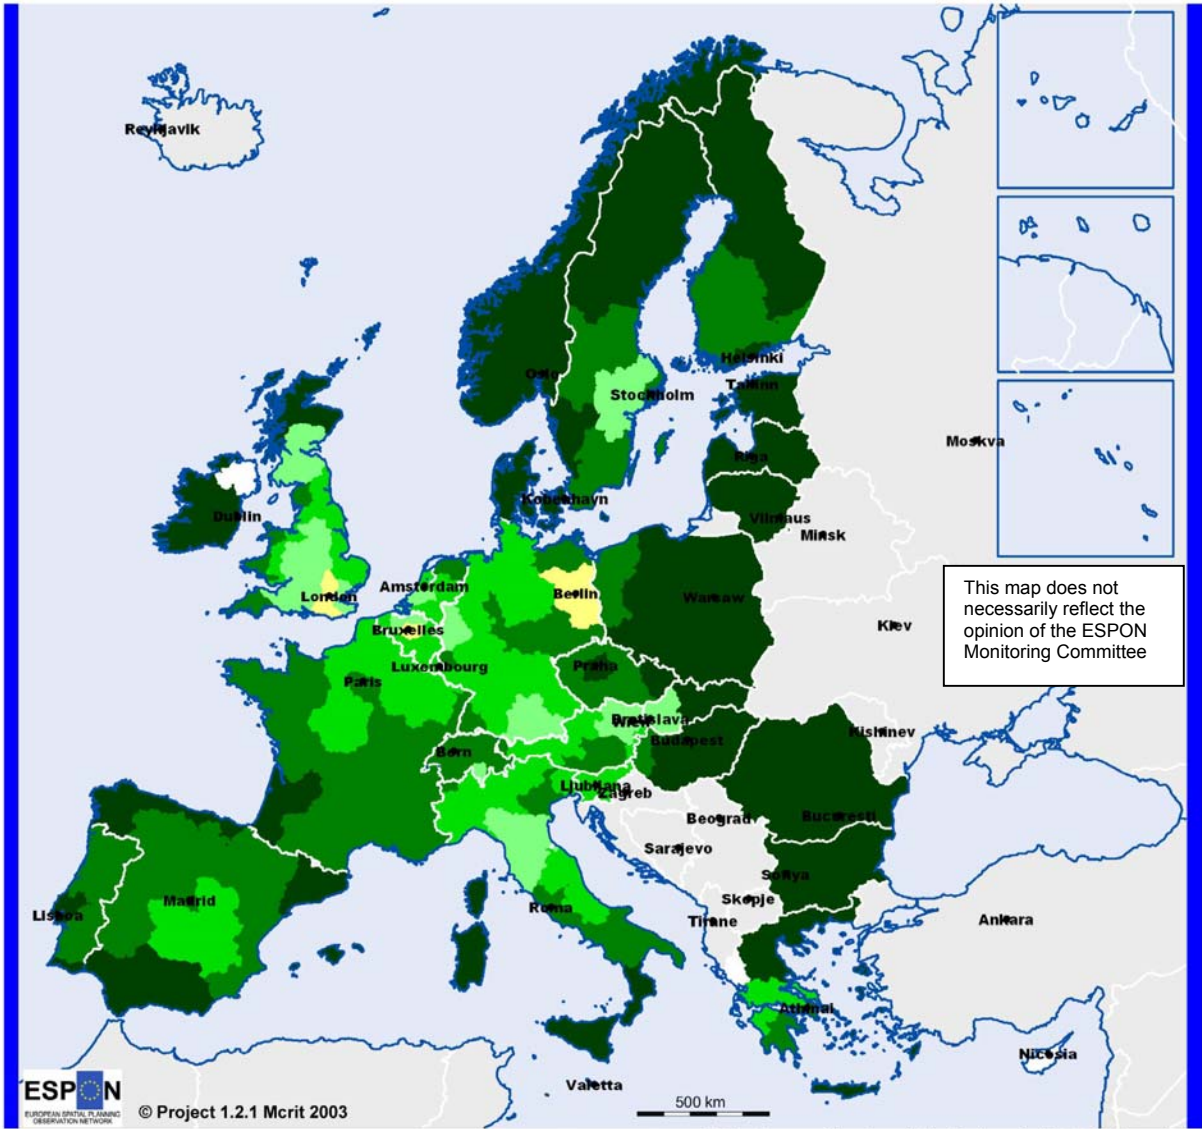 Reykjavik
Oslo
Helsinki
Stockholm
Tallinn
Moskva
Riga
Kobenhavn
Dublin
Vilniaus
Minsk
This map does not
necessarily reflect the
opinion of the ESPON
Monitoring Committee
London
Amsterdam
Berlin
Warsaw
Kiev
Bruxelles
Luxembourg
Praha
Paris
Bratislava
Wien
Kishinev
Budapest
Bern
Ljubljana
Zagreb
Beograd
Bucuresti
Sarajevo
Sofiya
Madrid
Skopje
Lisboa
Roma
Tirane
Ankara
Athinai
Nicosia
Valetta
ESPON
EUROPEAN SPATIAL PLANNING
OBSERVATION NETWORK
© Project 1.2.1 Mcrit 2003
500 km